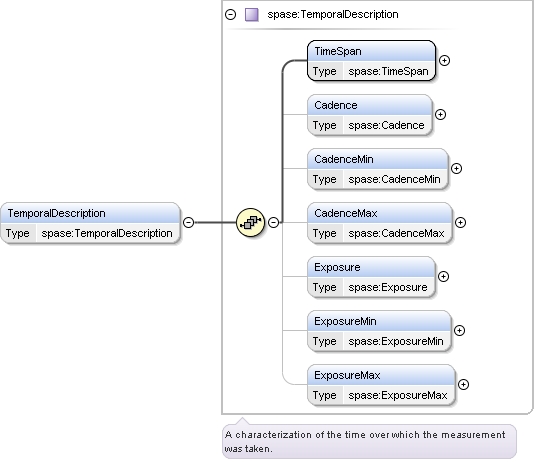 spase:TemporalDescription
TimeSpan
Type spase:TimeSpan
Cadence
Type spase:Cadence
CadenceMin
Type spase:CadenceMin
TemporalDescription
Type spase:TemporalDescription
CadenceMax
Type spase:CadenceMax
Exposure
Type spase:Exposure
ExposureMin
Type spase:ExposureMin
ExposureMax
Type spase:ExposureMax
A characterization of the time over which the measurement
was taken.